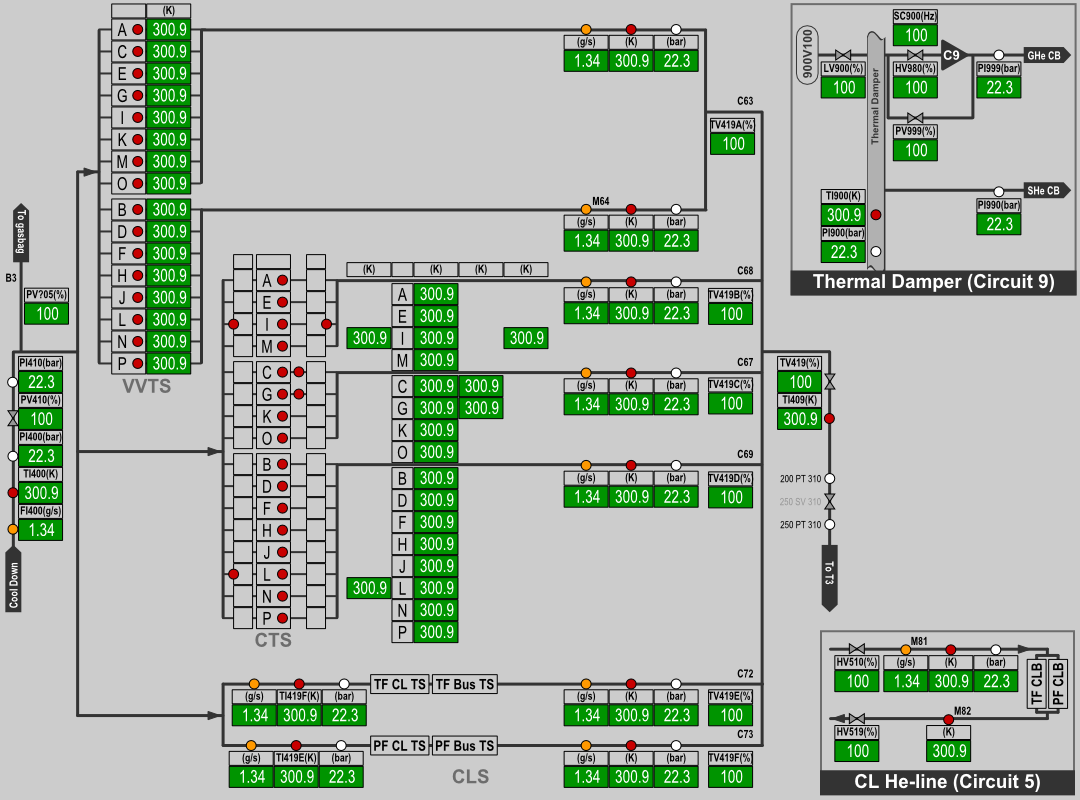 (K)
A 300.9
C 300.9
E 300.9
G 300.9
I 300.9
K 300.9
M 300.9
O 300.9
B 300.9
D 300.9
F 300.9
H 300.9
J 300.9
L 300.9
N 300.9
P 300.9
VVTS
(g/s) (K) (bar)
1.34 300.9 22.3
C63
TV419A(%)
100
M64
(g/s) (K) (bar)
1.34 300.9 22.3
To gasbag
B3
PV?05(%)
100
PI410(bar)
22.3
PV410(%)
100
PI400(bar)
22.3
TI400(K)
300.9
FI400(g/s)
1.34
Cool Down
A
E
I
M
C
G
K
O
B
D
F
H
J
L
N
P
CTS
(K) (K) (K) (K)
A 300.9
E 300.9
300.9 I 300.9 300.9
M 300.9
C 300.9 300.9
G 300.9 300.9
K 300.9
O 300.9
B 300.9
D 300.9
F 300.9
H 300.9
J 300.9
300.9 L 300.9
N 300.9
P 300.9
C68
(g/s) (K) (bar) TV419B(%)
1.34 300.9 22.3 100
C67
(g/s) (K) (bar) TV419C(%)
1.34 300.9 22.3 100
C69
(g/s) (K) (bar) TV419D(%)
1.34 300.9 22.3 100
TF CL TS TF Bus TS
C72
(g/s) TI419F(K) (bar)
1.34 300.9 22.3
(g/s) (K) (bar) TV419E(%)
1.34 300.9 22.3 100
PF CL TS PF Bus TS
C73
(g/s) TI419E(K) (bar)
1.34 300.9 22.3
(g/s) (K) (bar) TV419F(%)
1.34 300.9 22.3 100
CLS
TV419(%)
100
TI409(K)
300.9
200 PT 310
250 SV 310
250 PT 310
To T3
900V100
SC900(Hz)
100
C9
GHe CB
LV900(%)
100
Thermal Damper
HV980(%)
100
PI999(bar)
22.3
PV999(%)
100
SHe CB
TI900(K)
300.9
PI990(bar)
22.3
PI900(bar)
22.3
Thermal Damper (Circuit 9)
M81
HV510(%) (g/s) (K) (bar)
100 1.34 300.9 22.3
TF CLB
PF CLB
M82
HV519(%) (K)
100 300.9
CL He-line (Circuit 5)